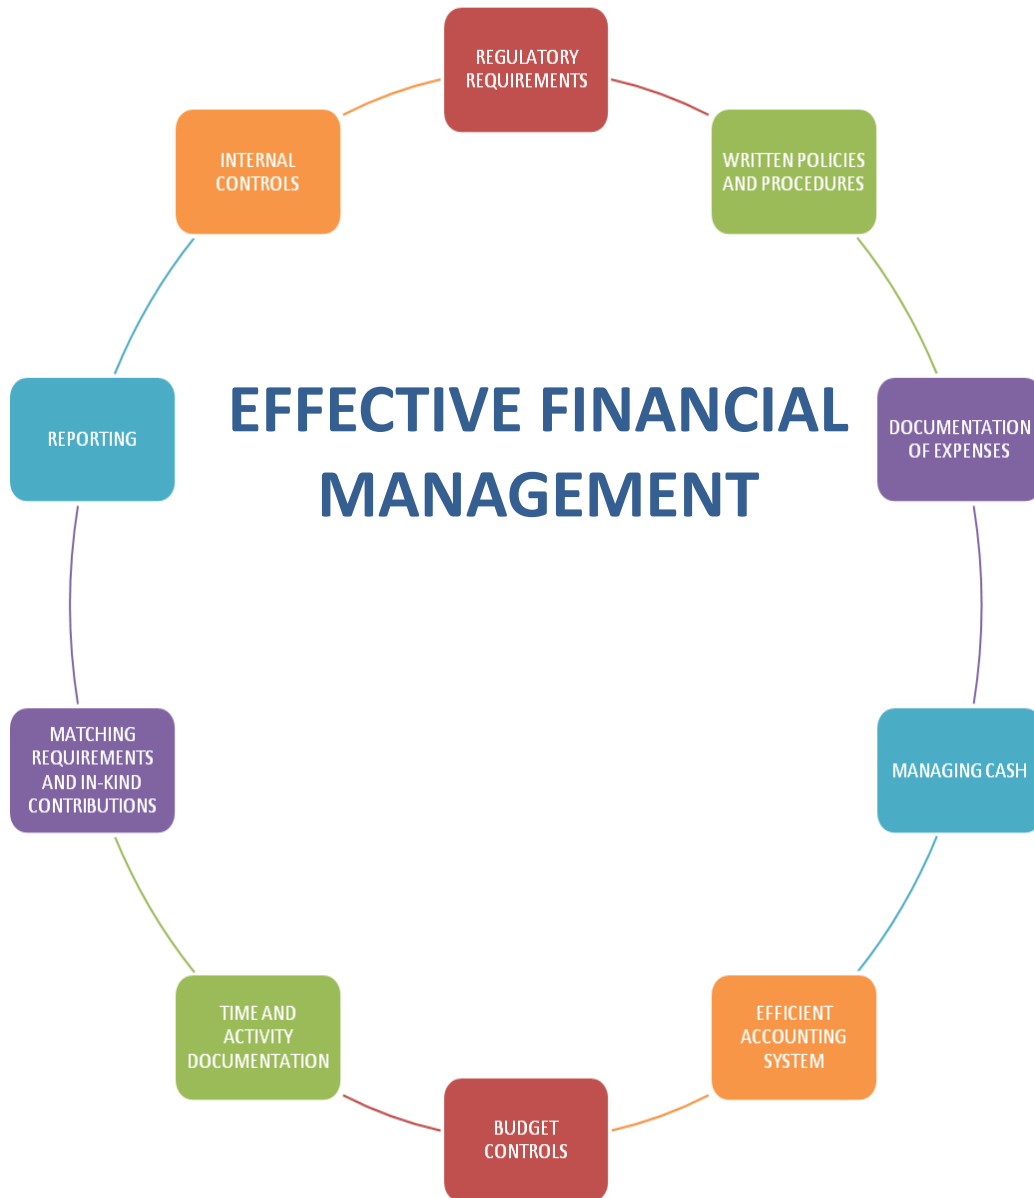 REGULATORY
REQUIREMENTS
WRITTEN POLICIES
AND PROCEDURES
DOCUMENTATION
OF EXPENSES
MANAGING CASH
EFFICIENT
ACCOUNTING
SYSTEM
BUDGET
CONTROLS
TIME AND
ACTIVITY
DOCUMENTATION
MATCHING
REQUIREMENTS
AND IN-KIND
CONTRIBUTIONS
REPORTING
INTERNAL
CONTROLS
EFFECTIVE FINANCIAL
MANAGEMENT